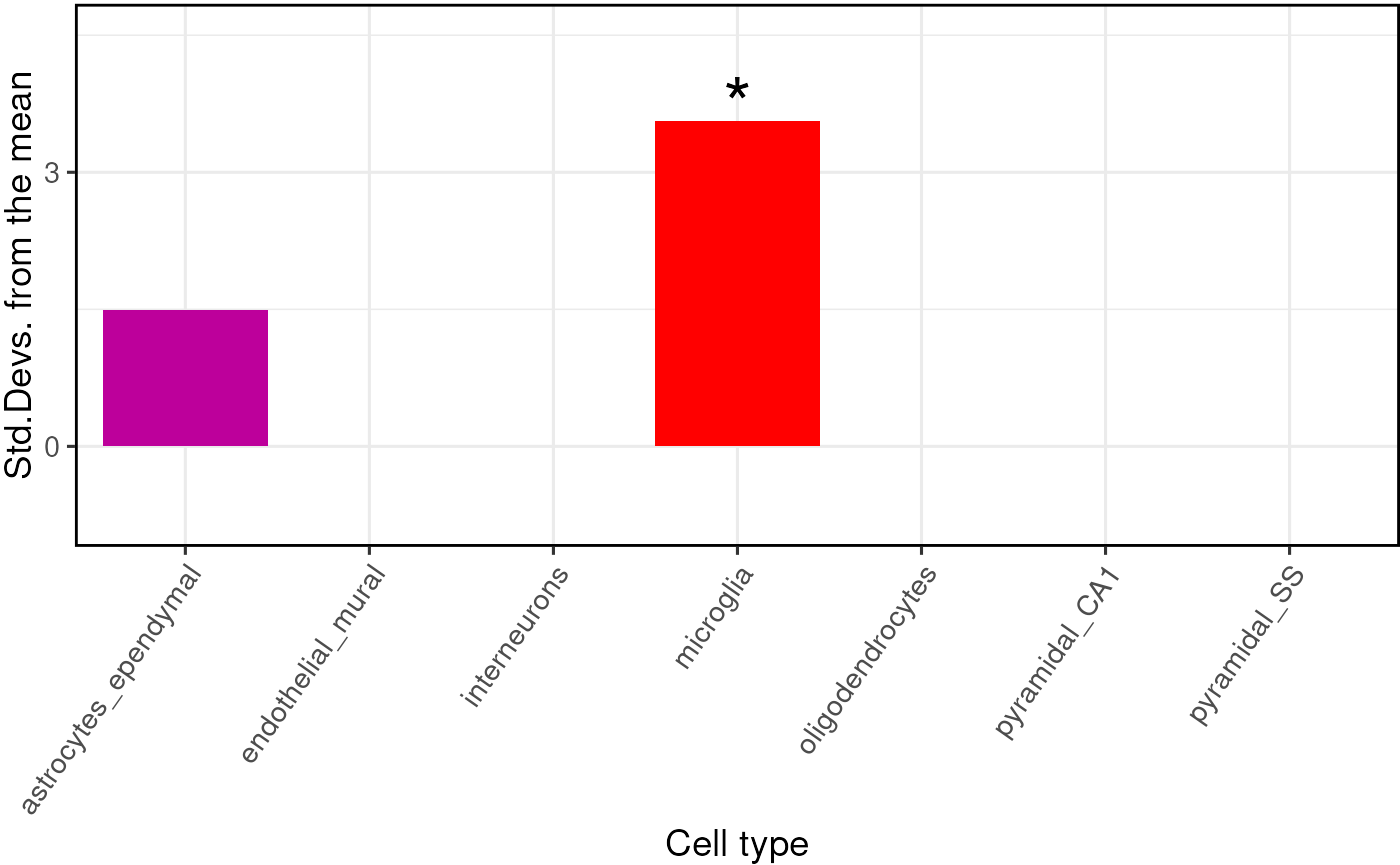 Std.Devs. from the mean
3
0
*
astrocytes_ependymal
endothelial_mural
interneurons
microglia
oligodendrocytes
pyramidal_CA1
pyramidal_SS
Cell type